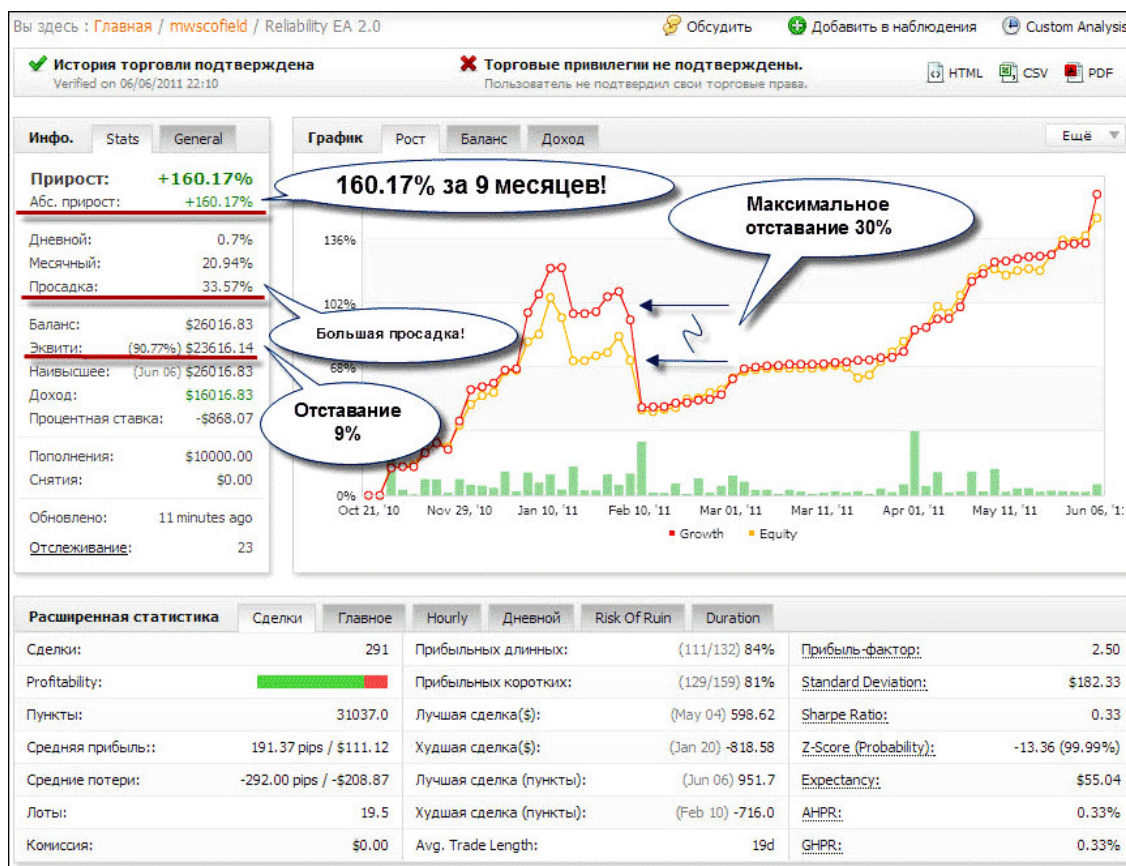 Вы здесь : Главная / mwscofield / Reliability EA 2.0
Обсудить
Добавить в наблюдения
Custom Analysis
История торговли подтверждена
Verified on 06/06/2011 22:10
Торговые привилегии не подтверждены.
Пользователь не подтвердил свои торговые права.
HTML
CSV
PDF
Инфо. Stats General
Прирост: +160.17%
Абс. прирост: +160.17%
Дневной: 0.7%
Месячный: 20.94%
Просадка: 33.57%
Баланс: $26016.83
Эквити: (90.77%) $23616.14
Наивысшее: (Jun 06) $26016.83
Доход: $16016.83
Процентная ставка: -$868.07
Пополнения: $10000.00
Снятия: $0.00
Обновлено: 11 minutes ago
Отслеживание: 23
График Рост Баланс Доход
Ещё
160.17% за 9 месяцев!
Максимальное
отставание 30%
Большая просадка!
Отставание
9%
136%
102%
68%
0%
Oct 21, '10 Nov 29, '10 Jan 10, '11 Feb 10, '11 Mar 01, '11 Mar 11, '11 Apr 01, '11 May 11, '11 Jun 06, '1
Growth Equity
Расширенная статистика Сделки Главное Hourly Дневной Risk Of Ruin Duration
Сделки: 291 Прибыльных длинных: (111/132) 84% Прибыль-фактор: 2.50
Profitability: Прибыльных коротких: (129/159) 81% Standard Deviation: $182.33
Пункты: 31037.0 Лучшая сделка($): (May 04) 598.62 Sharpe Ratio: 0.33
Средняя прибыль:: 191.37 pips / $111.12 Худшая сделка($): (Jan 20) -818.58 Z-Score (Probability): -13.36 (99.99%)
Средние потери: -292.00 pips / -$208.87 Лучшая сделка (пункты): (Jun 06) 951.7 Expectancy: $55.04
Лоты: 19.5 Худшая сделка (пункты): (Feb 10) -716.0 AHPR: 0.33%
Комиссия: $0.00 Avg. Trade Length: 19d GHPR: 0.33%